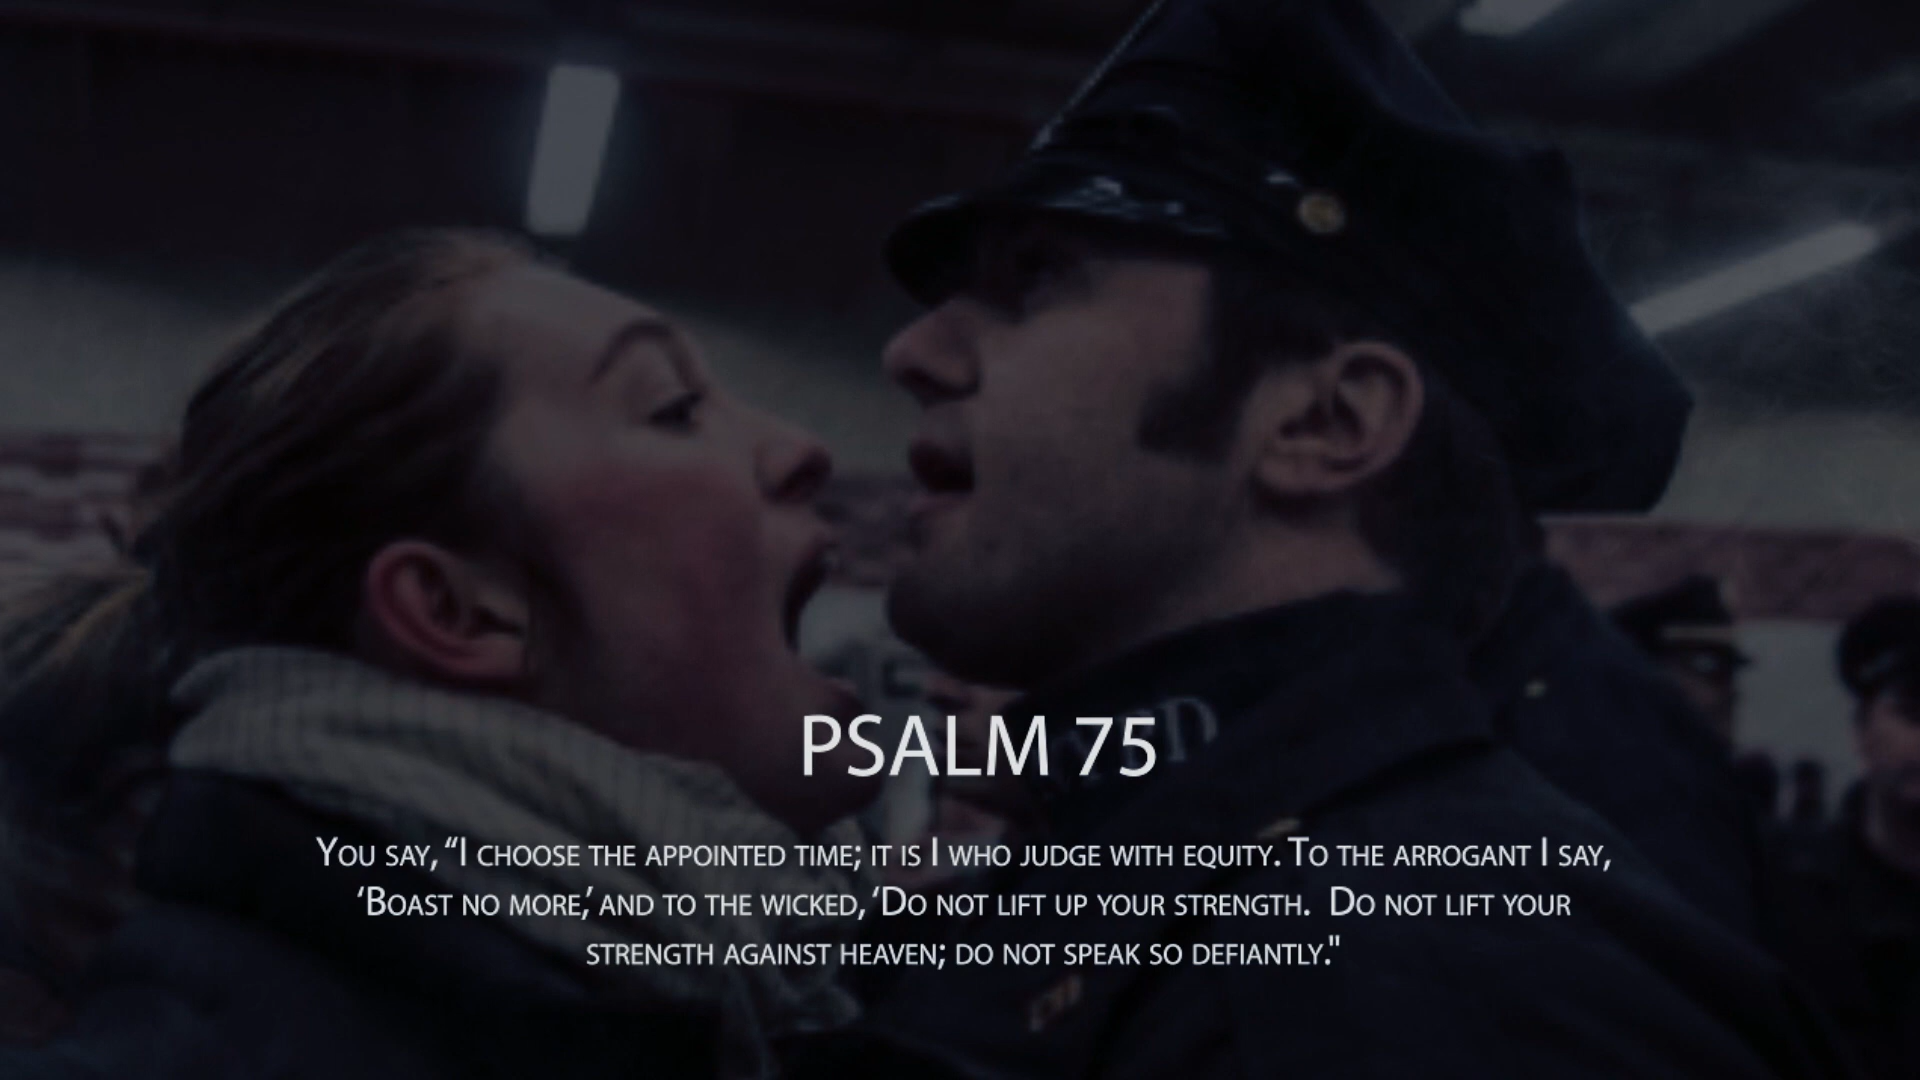 PSALM 75
You say, “I choose the appointed time; it is I who judge with equity. To the arrogant I say,
‘Boast no more,’ and to the wicked, ‘Do not lift up your strength.  Do not lift your
strength against heaven; do not speak so defiantly."